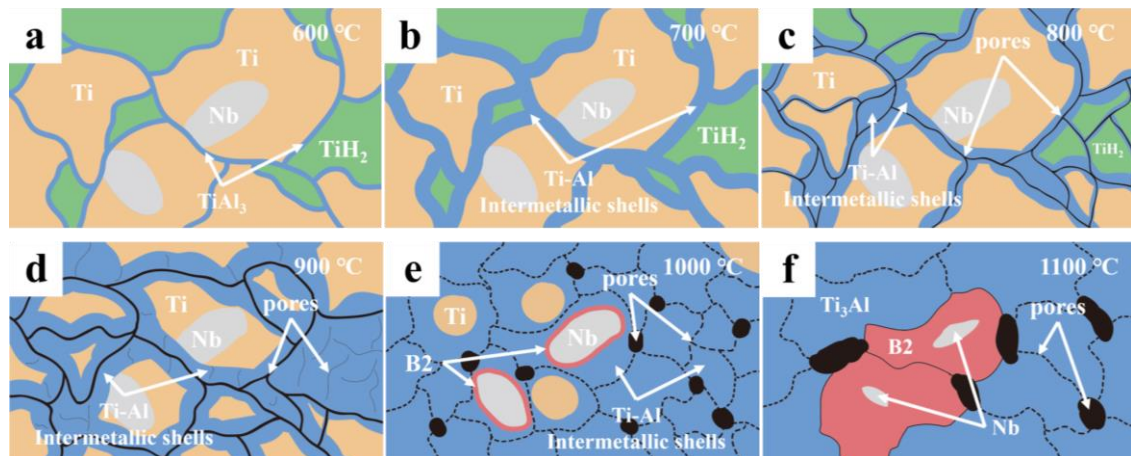 a
600 °C
Ti
Ti
Nb
TiH2
TiAl3
b
700 °C
Ti
Nb
TiH2
Ti-Al
Intermetallic shells
c
800 °C
pores
Ti
Nb
TiH2
Ti-Al
Intermetallic shells
d
900 °C
Ti
pores
Nb
Ti-Al
Intermetallic shells
e
1000 °C
pores
Ti
Nb
B2
Ti-Al
Intermetallic shells
f
1100 °C
Ti3Al
pores
B2
Nb